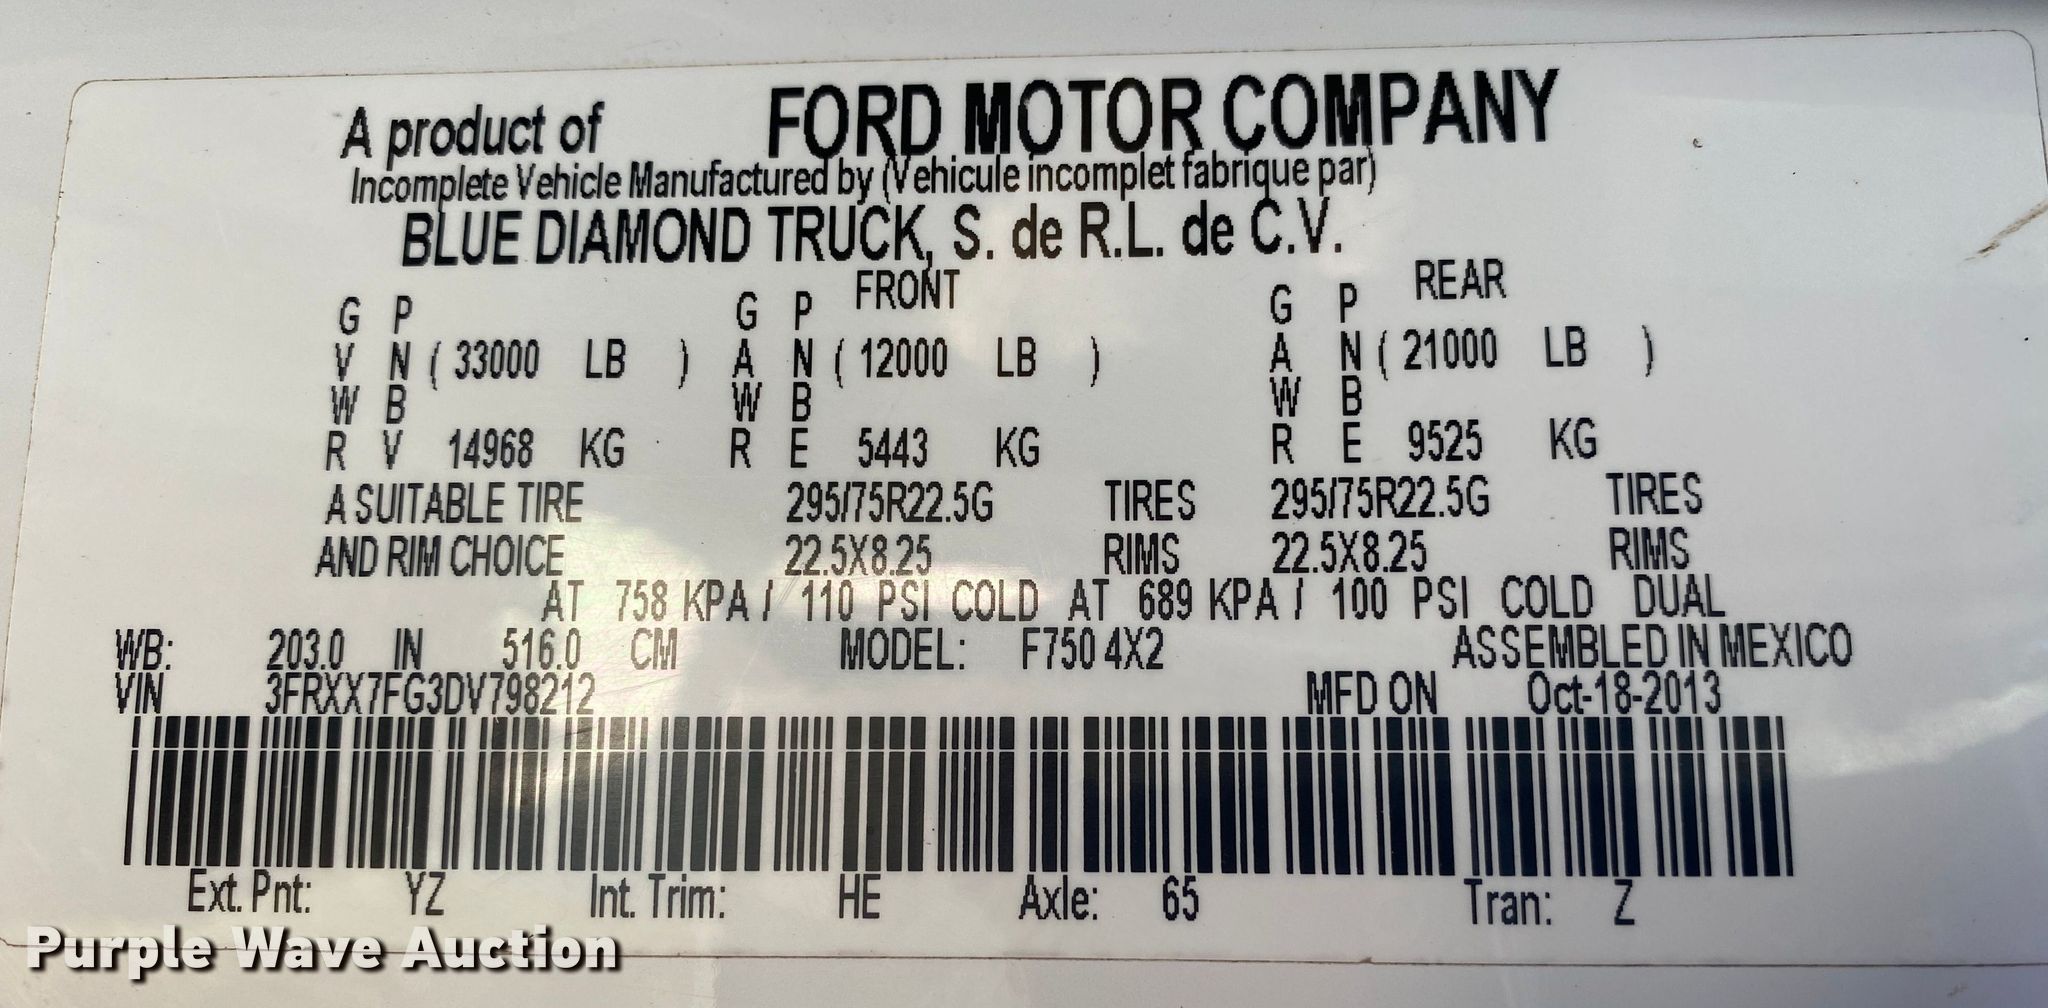 A product of FORD MOTOR COMPANY
Incomplete Vehicle Manufactured by (Vehicule incomplet fabrique par)
BLUE DIAMOND TRUCK, S. de R.L. de C.V.
G P G P FRONT G P REAR
V N ( 33000 LB ) A N ( 12000 LB ) A N ( 21000 LB )
W B W B W B
R V 14968 KG R E 5443 KG R E 9525 KG
A SUITABLE TIRE 295/75R22.5G TIRES 295/75R22.5G TIRES
AND RIM CHOICE 22.5X8.25 RIMS 22.5X8.25 RIMS
AT 758 KPA / 110 PSI COLD AT 689 KPA / 100 PSI COLD DUAL
WB: 203.0 IN 516.0 CM MODEL: F750 4X2 ASSEMBLED IN MEXICO
VIN 3FRXX7FG3DV798212 MFD ON Oct-18-2013
Ext. Pnt: YZ Int. Trim: HE Axle: 65 Tran: Z
Purple Wave Auction